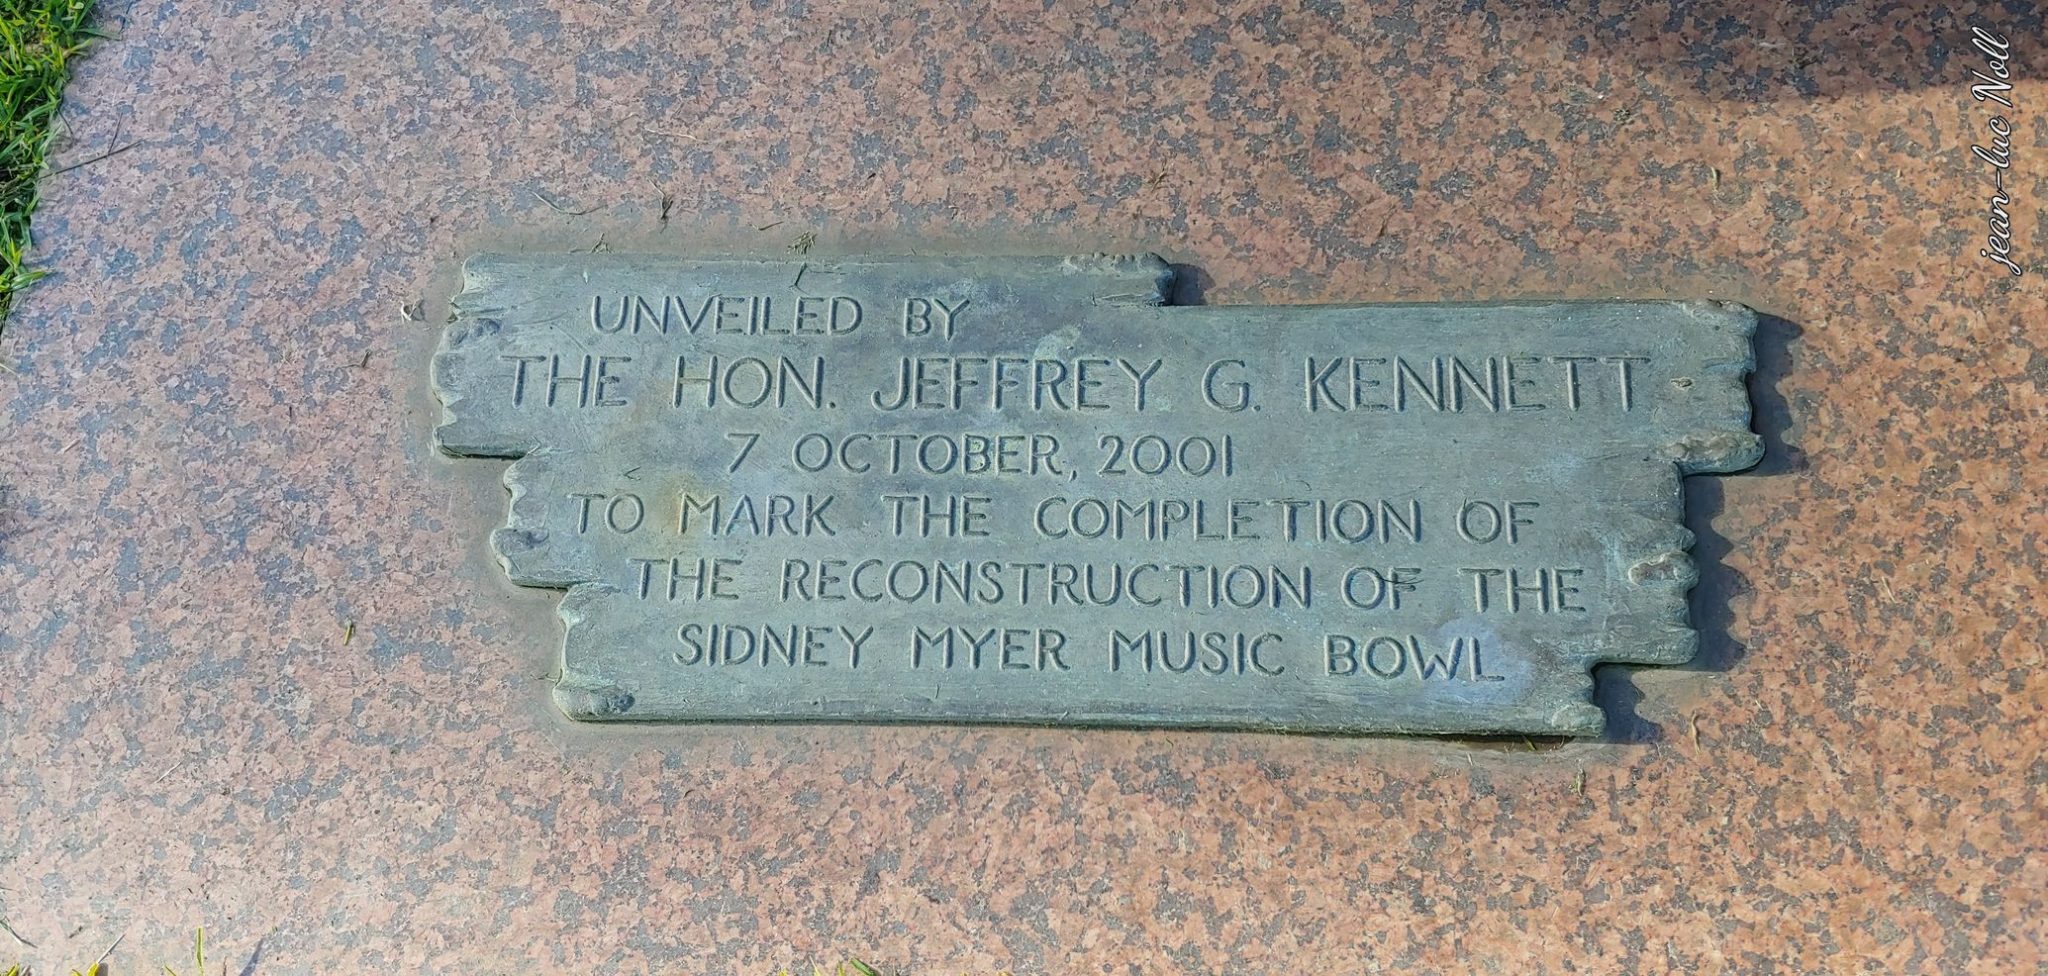 UNVEILED BY
THE HON. JEFFREY G. KENNETT
7 OCTOBER, 2001
TO MARK THE COMPLETION OF
THE RECONSTRUCTION OF THE
SIDNEY MYER MUSIC BOWL
jean-luc Noll